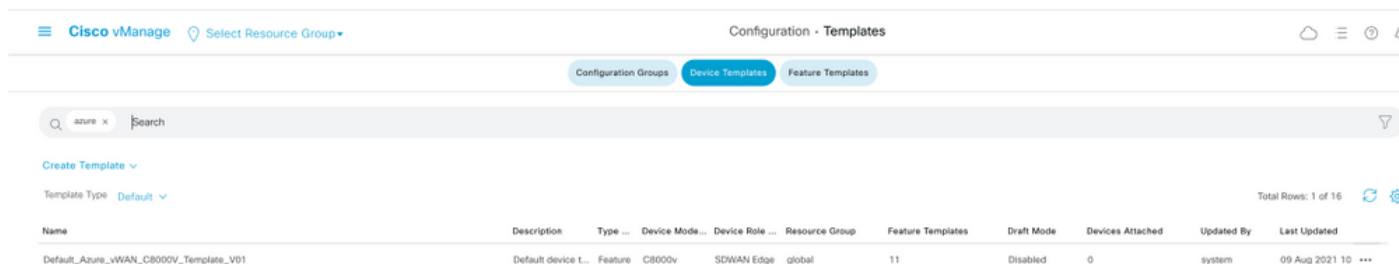 Cisco vManage Select Resource Group▾ Configuration · Templates
Configuration Groups Device Templates Feature Templates
azure × Search
Create Template
Template Type Default
Total Rows: 1 of 16
Name Description Type ... Device Mode... Device Role ... Resource Group Feature Templates Draft Mode Devices Attached Updated By Last Updated
Default_Azure_vWAN_C8000V_Template_V01 Default device t... Feature C8000v SDWAN Edge global 11 Disabled 0 system 09 Aug 2021 10 •••